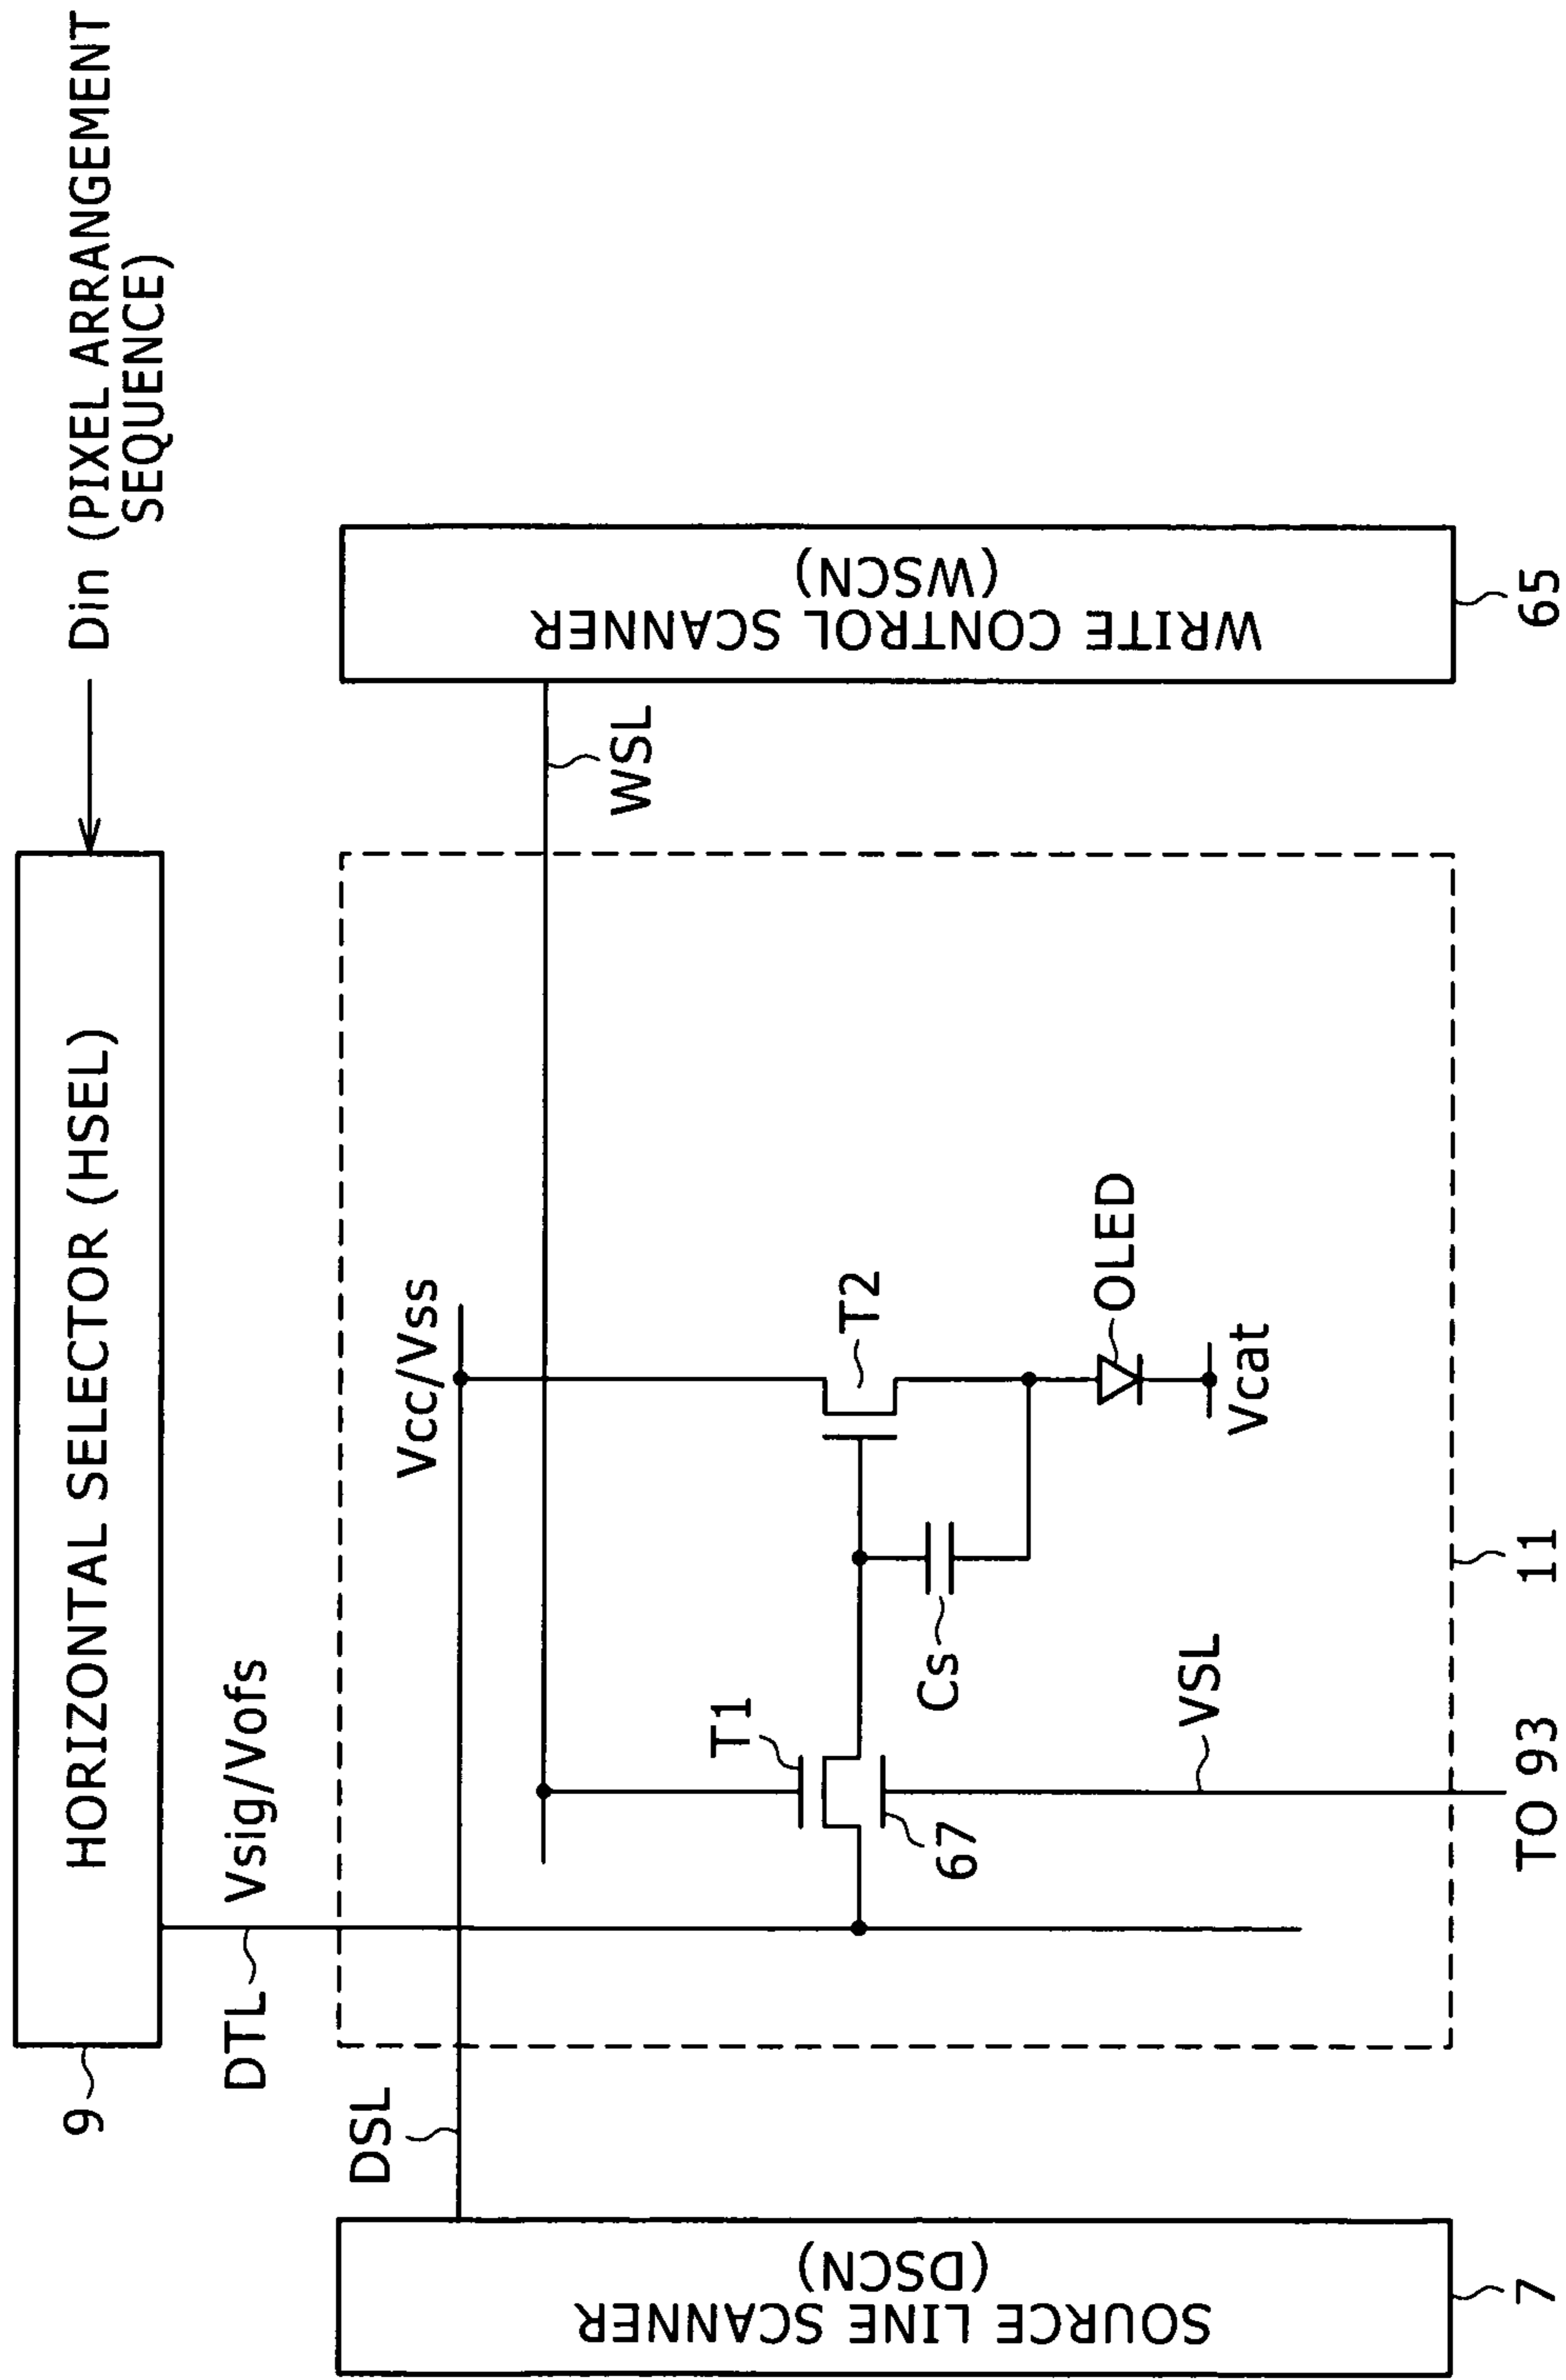 Din (PIXEL ARRANGEMENT
SEQUENCE)
HORIZONTAL SELECTOR (HSEL)
9
DTL
Vsig/Vofs
DSL
Vcc/Vss
WSL
SOURCE LINE SCANNER
(DSCN)
7
WRITE CONTROL SCANNER
(WSCN)
65
T1
67
Cs
T2
OLED
Vcat
VSL
TO 93
11